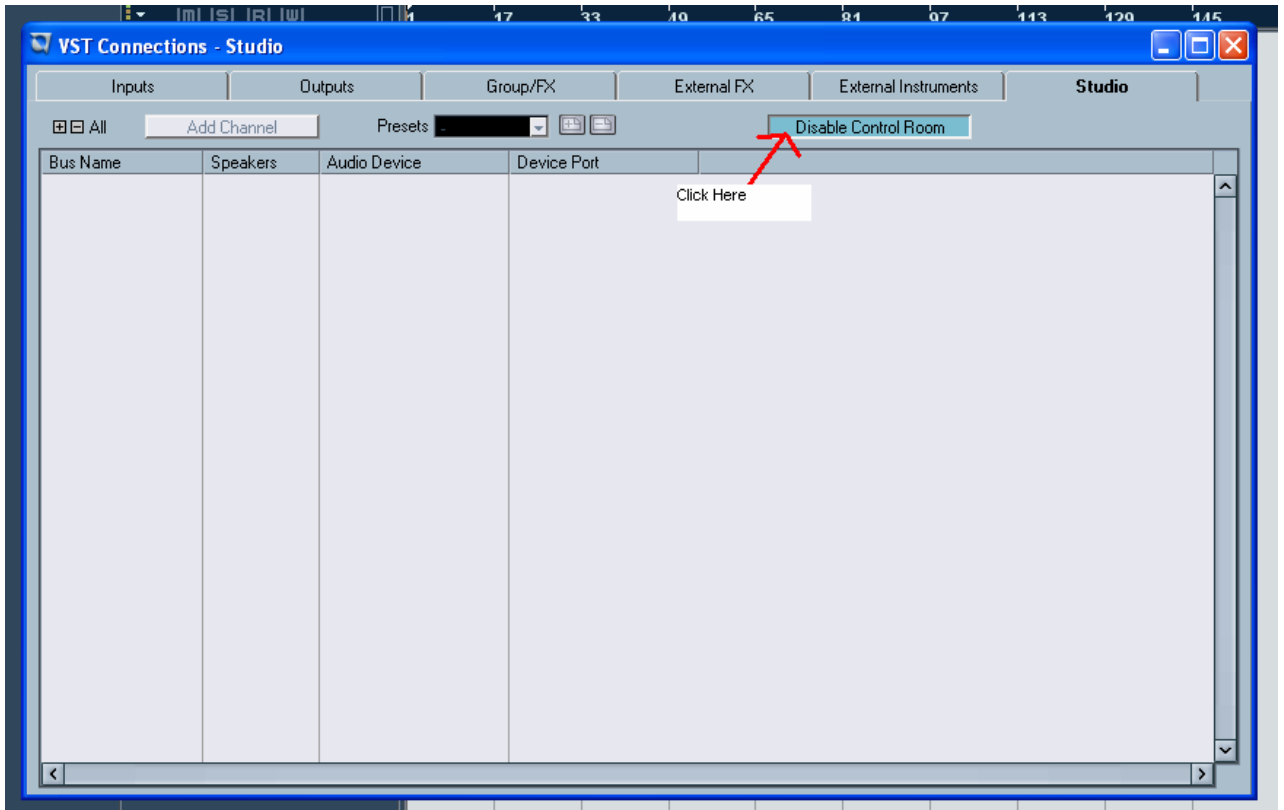 |M| |S| |R| |W|
1 17 33 49 65 81 97 113 129 145
VST Connections - Studio
Inputs Outputs Group/FX External FX External Instruments Studio
All Add Channel Presets - Disable Control Room
Bus Name Speakers Audio Device Device Port
Click Here